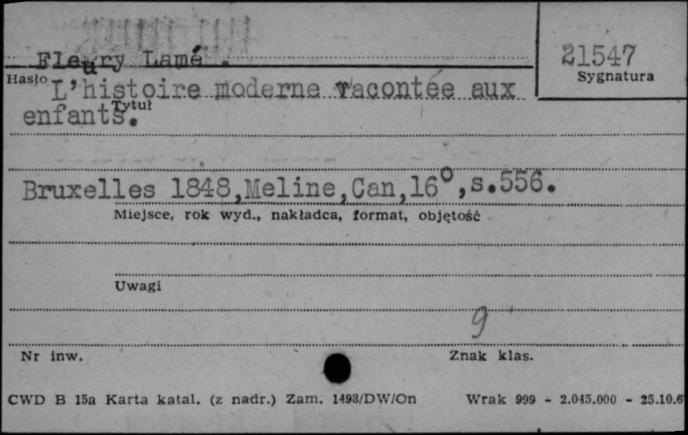 Fleury Lamé.
21547
Hasło
Sygnatura
L'histoire moderne racontée aux
enfants.
Tytuł
Bruxelles 1848,Meline,Can,16°,s.556.
Miejsce, rok wyd., nakładca, format, objętość
Uwagi
9
Nr inw.
Znak klas.
CWD B 15a Karta katal. (z nadr.) Zam. 1493/DW/On Wrak 999 - 2.045.000 - 25.10.6